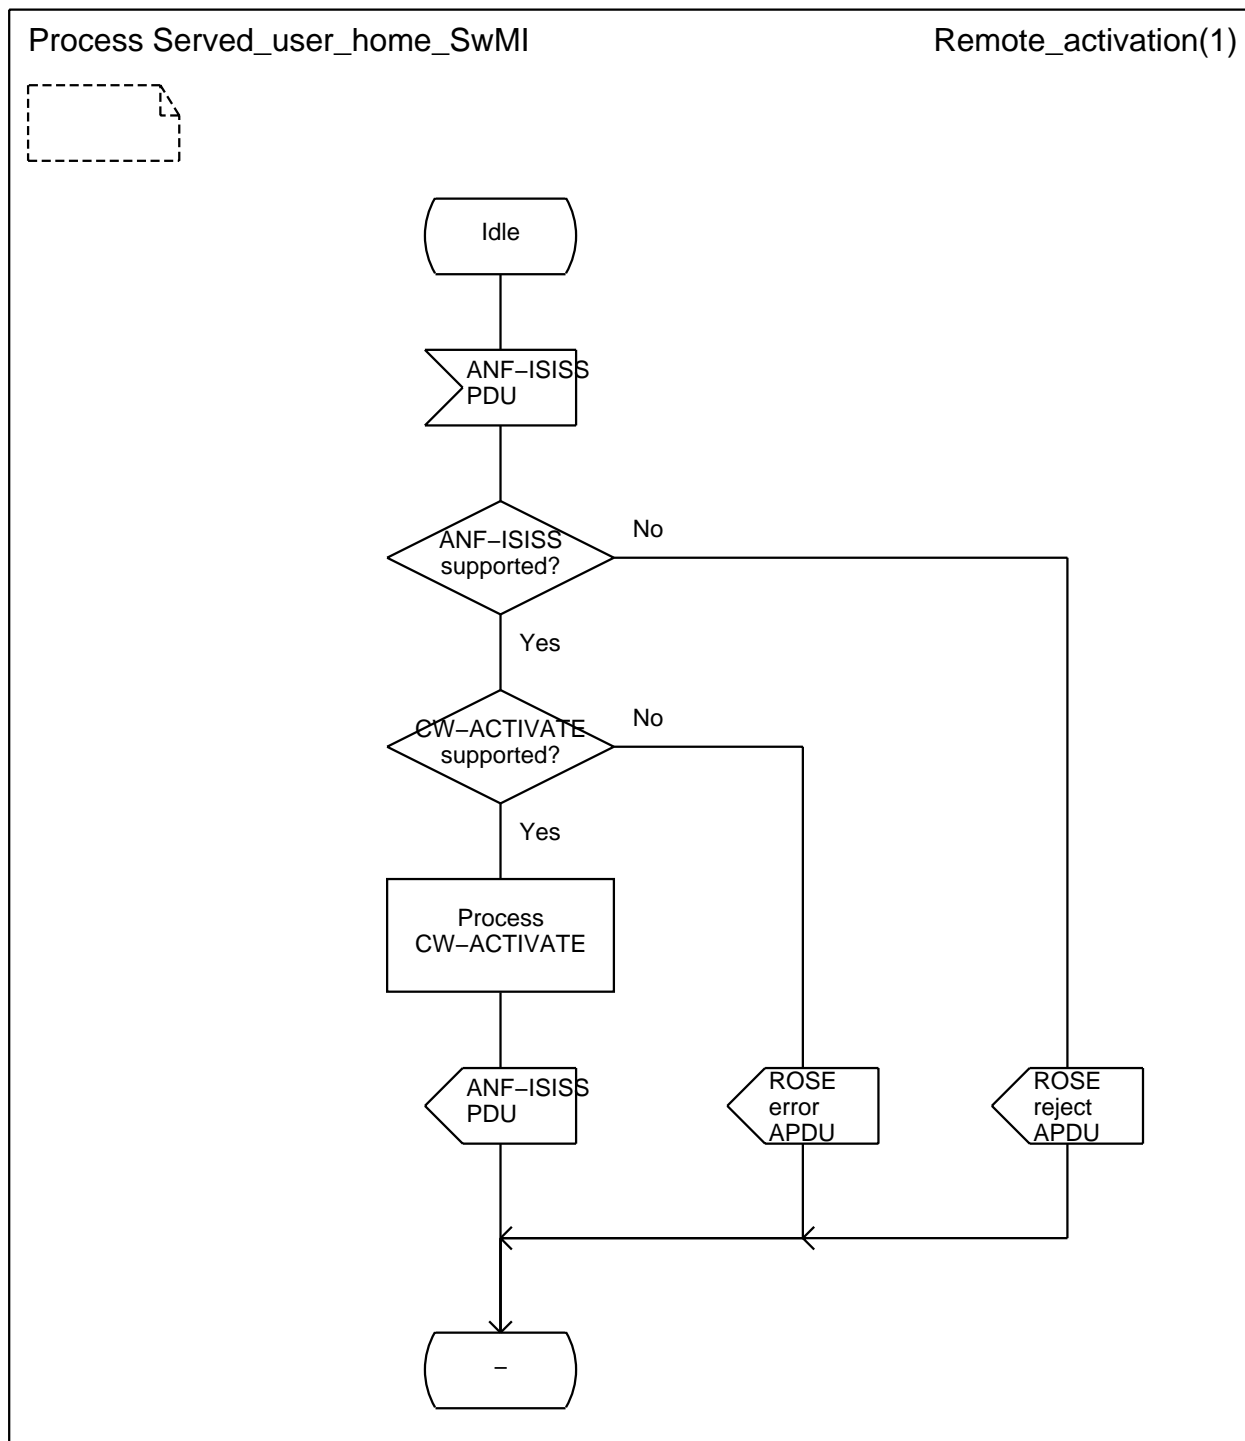 Process Served_user_home_SwMI
Remote_activation(1)
Idle
ANF−ISISS
PDU
ANF−ISISS
supported?
No
Yes
CW−ACTIVATE
supported?
No
Yes
Process
CW−ACTIVATE
ANF−ISISS
PDU
ROSE
error
APDU
ROSE
reject
APDU
−